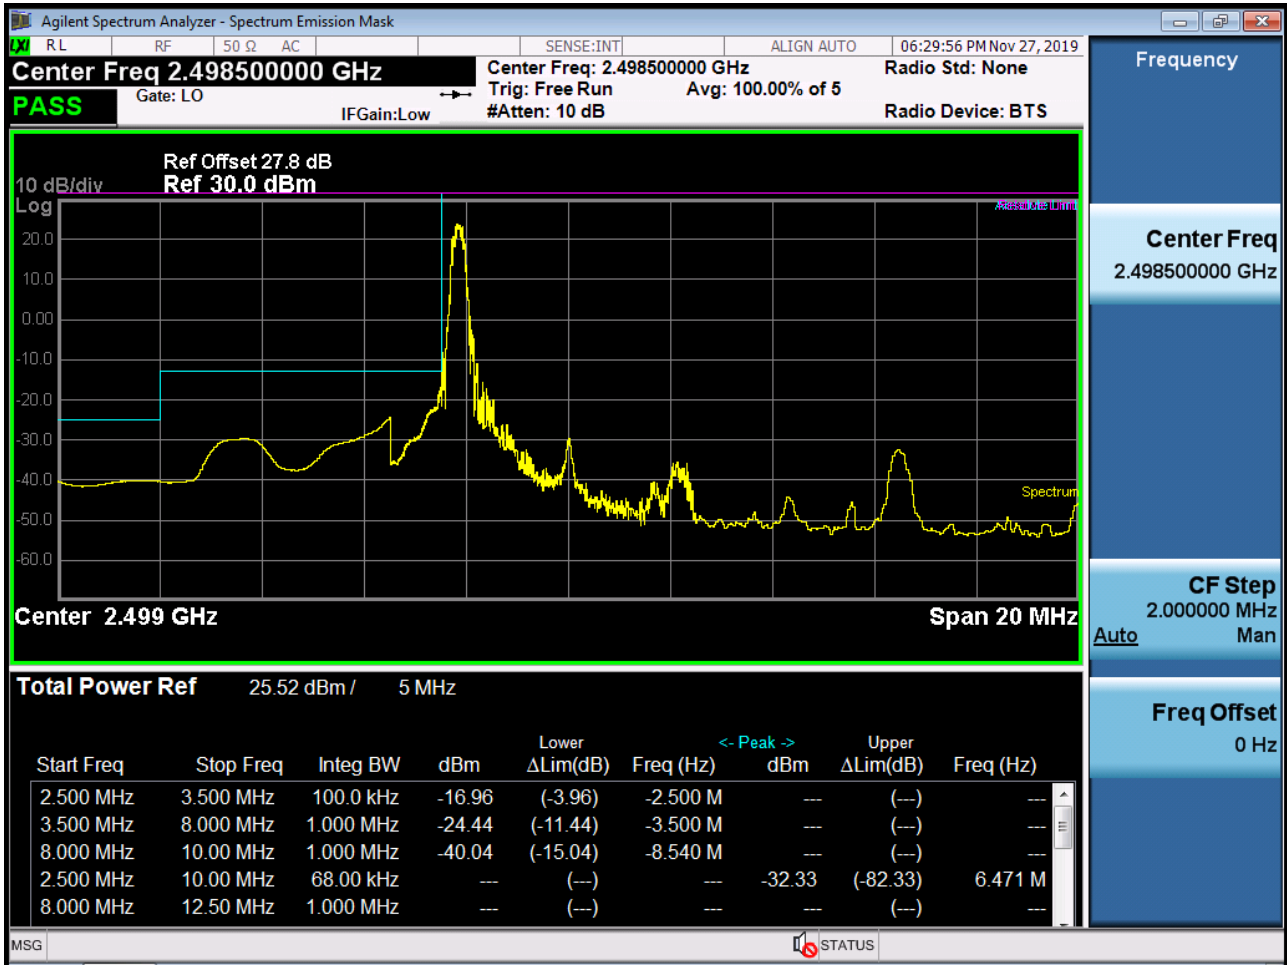 Agilent Spectrum Analyzer - Spectrum Emission Mask
LXI RL RF 50 Ω AC SENSE:INT ALIGN AUTO 06:29:56 PM Nov 27, 2019
Center Freq 2.498500000 GHz
Center Freq: 2.498500000 GHz
Radio Std: None
PASS
Gate: LO
Trig: Free Run
Avg: 100.00% of 5
IFGain:Low
#Atten: 10 dB
Radio Device: BTS
Ref Offset 27.8 dB
10 dB/div
Ref 30.0 dBm
Log
Absolute Limit
20.0
10.0
0.00
-10.0
-20.0
-30.0
-40.0
Spectrum
-50.0
-60.0
Center 2.499 GHz
Span 20 MHz
Total Power Ref 25.52 dBm / 5 MHz
Lower <- Peak -> Upper
Start Freq Stop Freq Integ BW dBm ΔLim(dB) Freq (Hz) dBm ΔLim(dB) Freq (Hz)
2.500 MHz 3.500 MHz 100.0 kHz -16.96 (-3.96) -2.500 M --- (---) ---
3.500 MHz 8.000 MHz 1.000 MHz -24.44 (-11.44) -3.500 M --- (---) ---
8.000 MHz 10.00 MHz 1.000 MHz -40.04 (-15.04) -8.540 M --- (---) ---
2.500 MHz 10.00 MHz 68.00 kHz --- (---) --- -32.33 (-82.33) 6.471 M
8.000 MHz 12.50 MHz 1.000 MHz --- (---) --- --- (---) ---
MSG
STATUS
Frequency
Center Freq
2.498500000 GHz
CF Step
2.000000 MHz
Auto Man
Freq Offset
0 Hz